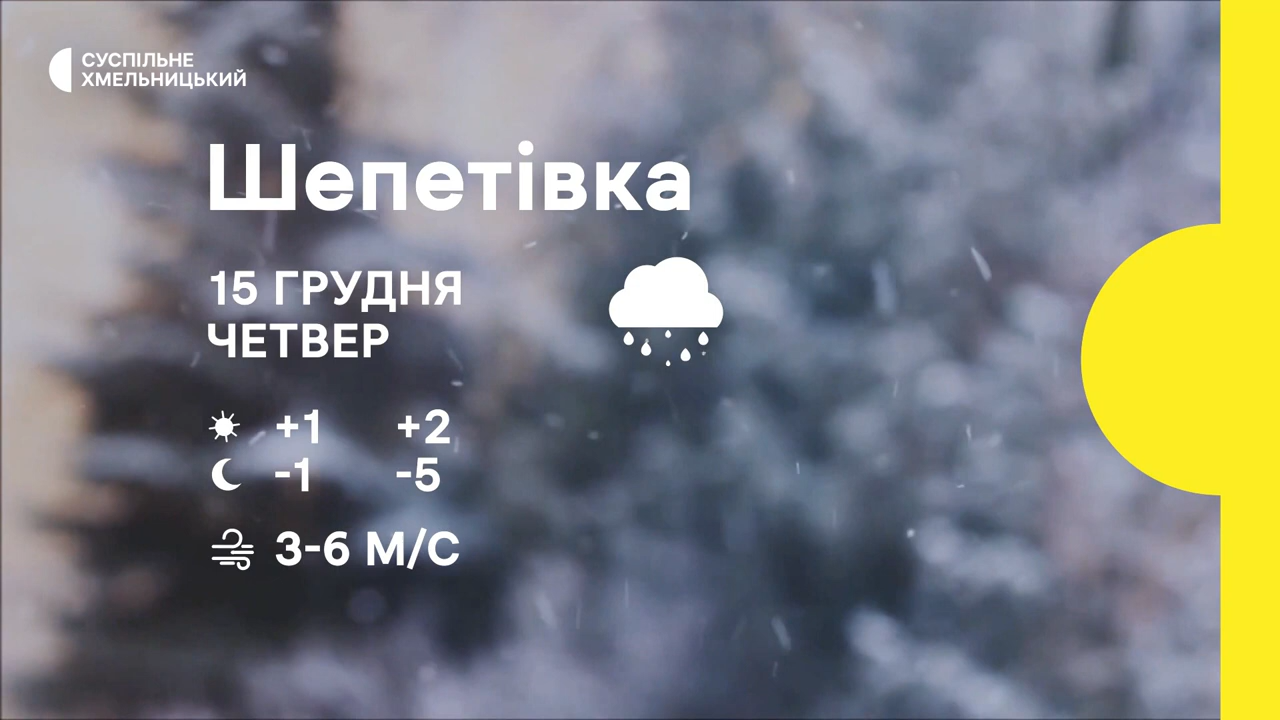 СУСПІЛЬНЕ
ХМЕЛЬНИЦЬКИЙ
Шепетівка
15 ГРУДНЯ
ЧЕТВЕР
+1 +2
-1 -5
3-6 М/С